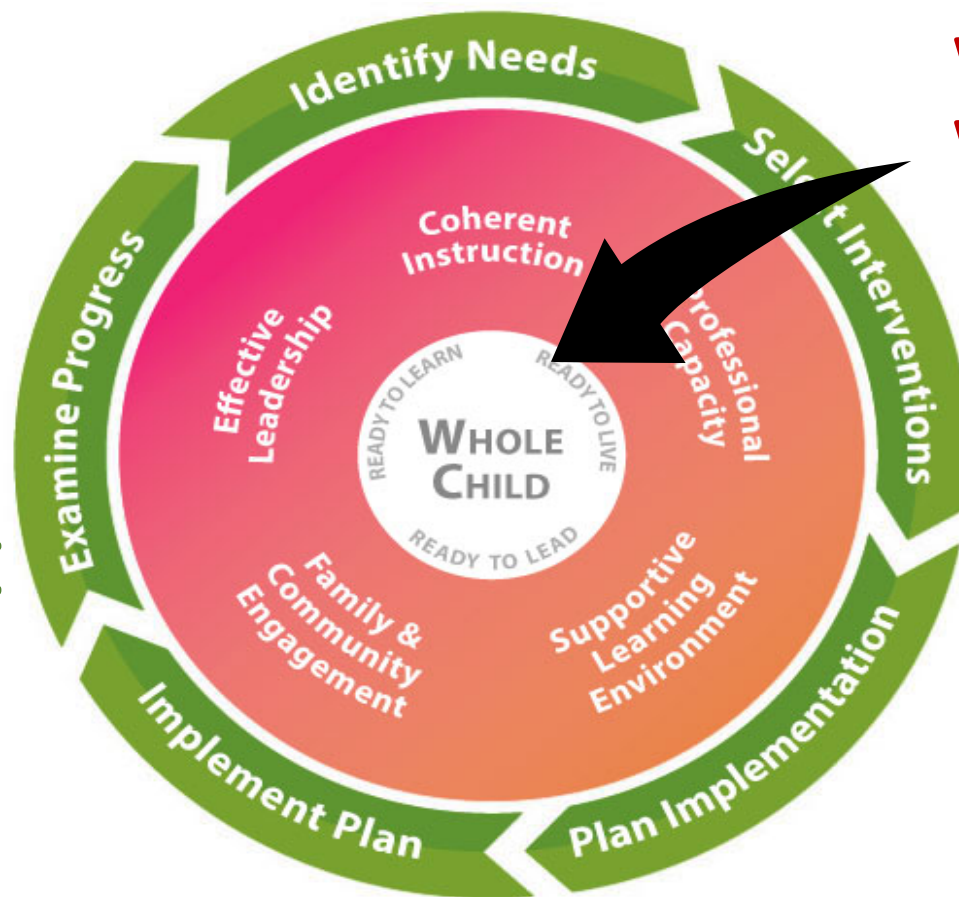 Identify Needs
Select Interventions
Plan Implementation
Implement Plan
Examine Progress
Coherent
Instruction
Professional
Capacity
Supportive
Learning
Environment
Family &
Community
Engagement
Effective
Leadership
READY TO LEARN
READY TO LIVE
READY TO LEAD
WHOLE
CHILD